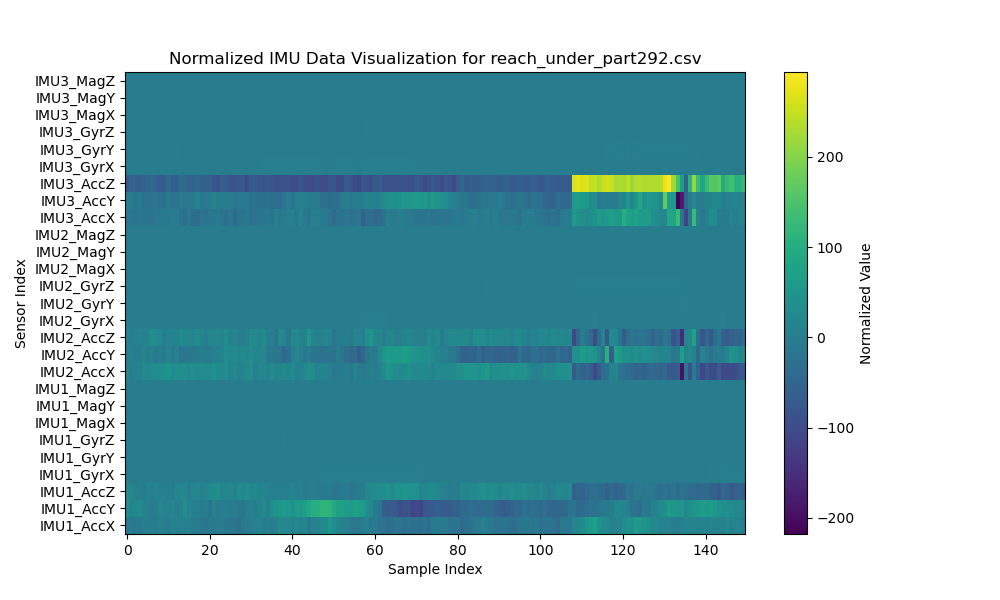 Normalized IMU Data Visualization for reach_under_part292.csv
IMU3_MagZ
IMU3_MagY
IMU3_MagX
IMU3_GyrZ
IMU3_GyrY
IMU3_GyrX
IMU3_AccZ
IMU3_AccY
IMU3_AccX
IMU2_MagZ
IMU2_MagY
IMU2_MagX
IMU2_GyrZ
IMU2_GyrY
IMU2_GyrX
IMU2_AccZ
IMU2_AccY
IMU2_AccX
IMU1_MagZ
IMU1_MagY
IMU1_MagX
IMU1_GyrZ
IMU1_GyrY
IMU1_GyrX
IMU1_AccZ
IMU1_AccY
IMU1_AccX
Sensor Index
0 20 40 60 80 100 120 140
Sample Index
200
100
0
−100
−200
Normalized Value